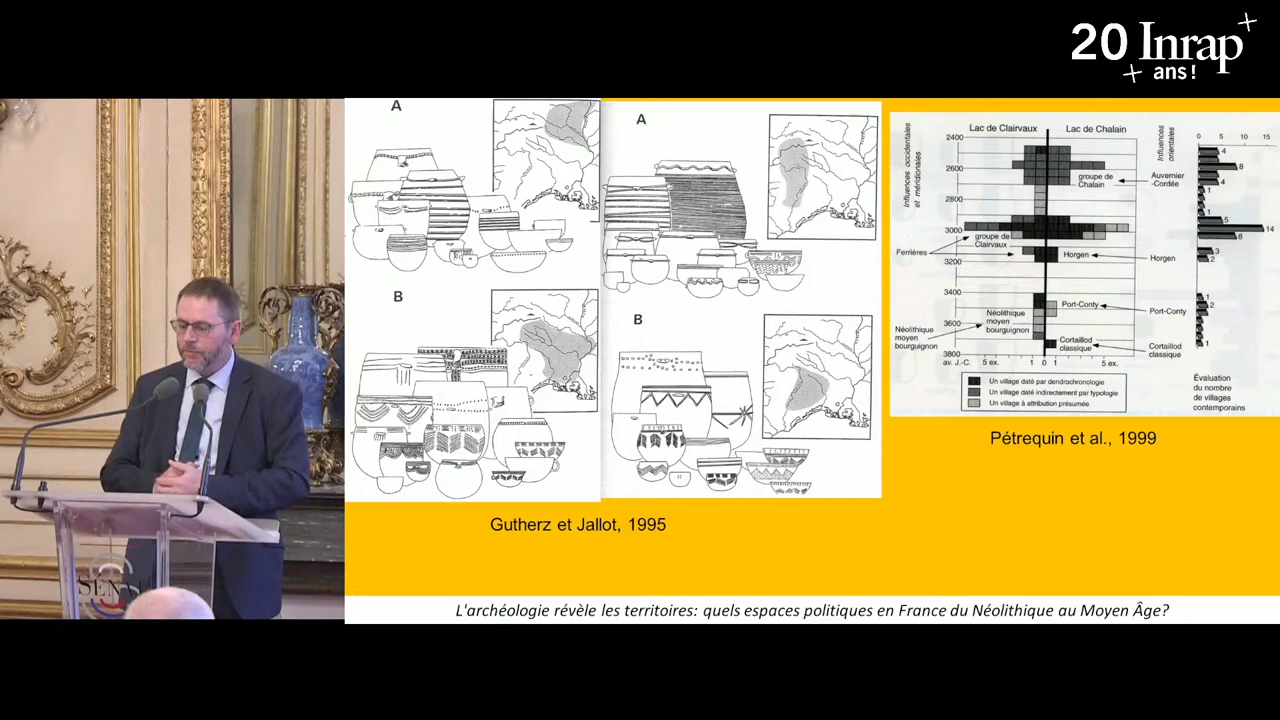 20 Inrap
ans!
A
A
B
B
Gutherz et Jallot, 1995
Lac de Clairvaux
Lac de Chalain
Influences occidentales
et méridionales
Influences
orientales
0 5 10 15
2400
2600
2800
3000
3200
3400
3600
3800
groupe de
Chalain
Auvernier
-Cordée
groupe de
Clairvaux
Ferrières
Horgen
Horgen
Port-Conty
Port-Conty
Néolithique
moyen
bourguignon
Néolithique
moyen
bourguignon
Cortaillod
classique
Cortaillod
classique
av. J.-C. 5 ex. 0 1 0 5 ex.
4
8
4
1
1
5
14
8
3
2
1
2
1
Un village daté par dendrochronologie
Un village daté indirectement par typologie
Un village à attribution présumée
Évaluation
du nombre
de villages
contemporains
Pétrequin et al., 1999
SÉNA
L'archéologie révèle les territoires: quels espaces politiques en France du Néolithique au Moyen Âge?